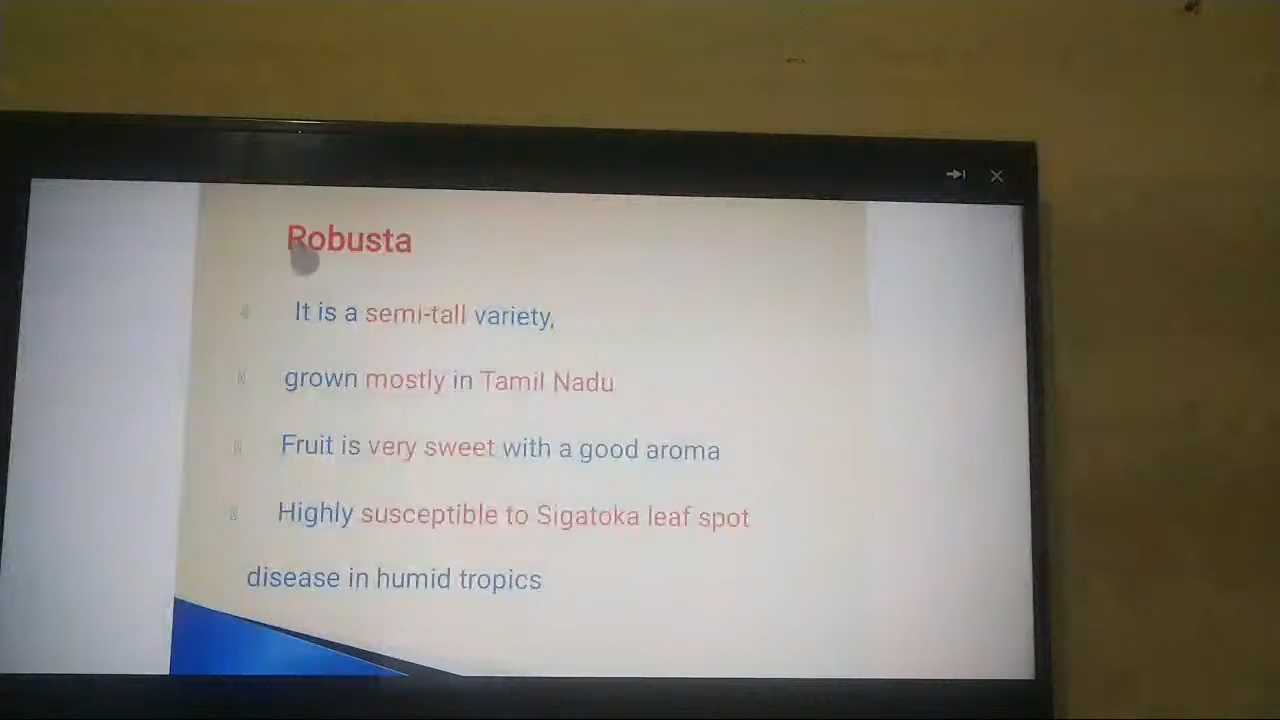 Robusta
It is a semi-tall variety,
grown mostly in Tamil Nadu
Fruit is very sweet with a good aroma
Highly susceptible to Sigatoka leaf spot
disease in humid tropics